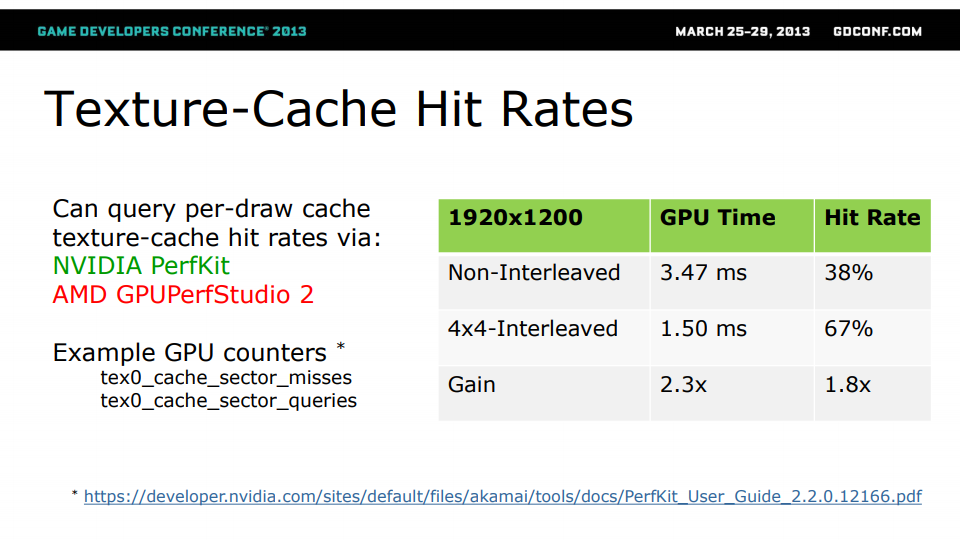 GAME DEVELOPERS CONFERENCE® 2013
MARCH 25-29, 2013 GDCONF.COM
Texture-Cache Hit Rates
Can query per-draw cache
texture-cache hit rates via:
NVIDIA PerfKit
AMD GPUPerfStudio 2
Example GPU counters *
tex0_cache_sector_misses
tex0_cache_sector_queries
1920x1200 GPU Time Hit Rate
Non-Interleaved 3.47 ms 38%
4x4-Interleaved 1.50 ms 67%
Gain 2.3x 1.8x
* https://developer.nvidia.com/sites/default/files/akamai/tools/docs/PerfKit_User_Guide_2.2.0.12166.pdf